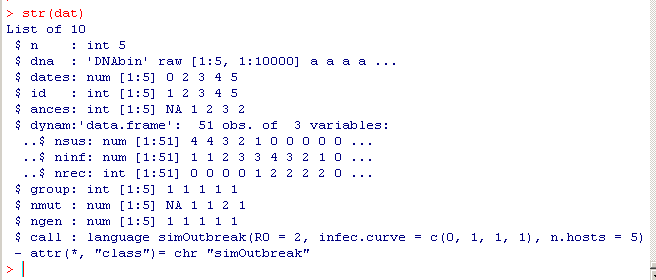 > str(dat)
List of 10
 $ n     : int 5
 $ dna   : 'DNAbin' raw [1:5, 1:10000] a a a a ...
 $ dates: num [1:5] 0 2 3 4 5
 $ id    : int [1:5] 1 2 3 4 5
 $ ances: int [1:5] NA 1 2 3 2
 $ dynam:'data.frame':  51 obs. of  3 variables:
  ..$ nsus: num [1:51] 4 4 3 2 1 0 0 0 0 0 ...
  ..$ ninf: num [1:51] 1 1 2 3 3 4 3 2 1 0 ...
  ..$ nrec: int [1:51] 0 0 0 0 1 2 2 2 2 0 ...
 $ group: int [1:5] 1 1 1 1 1
 $ nmut : num [1:5] NA 1 1 2 1
 $ ngen : num [1:5] 1 1 1 1 1
 $ call : language simOutbreak(R0 = 2, infec.curve = c(0, 1, 1, 1), n.hosts = 5)
 - attr(*, "class")= chr "simOutbreak"
>